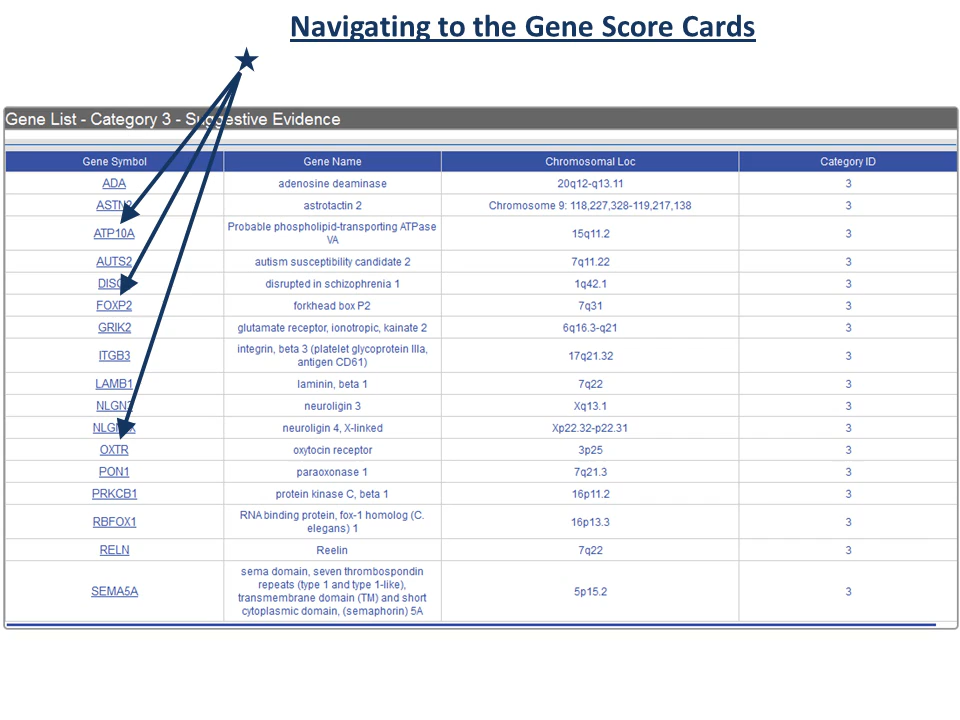 Navigating to the Gene Score Cards
Gene List - Category 3 - Suggestive Evidence
Gene Symbol Gene Name Chromosomal Loc Category ID
ADA adenosine deaminase 20q12-q13.11 3
astrotactin 2 Chromosome 9: 118,227,328-119,217,138 3
ATP10A Probable phospholipid-transporting ATPase 15q11.2 3
VA
AUTS2 autism susceptibility candidate 2 7q11.22 3
disrupted in schizophrenia 1 1q42.1 3
FOXP2 forkhead box P2 7q31 3
GRIK2 glutamate receptor, ionotropic, kainate 2 6q16.3-q21 3
ITGB3 integrin, beta 3 (platelet glycoprotein IIIa, 17q21.32 3
antigen CD61)
LAMB1 laminin, beta 1 7q22 3
neuroligin 3 Xq13.1 3
neuroligin 4, X-linked Xp22.32-p22.31 3
OXTR oxytocin receptor 3p25 3
PON1 paraoxonase 1 7q21.3 3
PRKCB1 protein kinase C, beta 1 16p11.2 3
RBFOX1 RNA binding protein, fox-1 homolog (C. 16p13.3 3
elegans) 1
RELN Reelin 7q22 3
sema domain, seven thrombospondin
repeats (type 1 and type 1-like),
SEMA5A transmembrane domain (TM) and short 5p15.2 3
cytoplasmic domain, (semaphorin) 5A